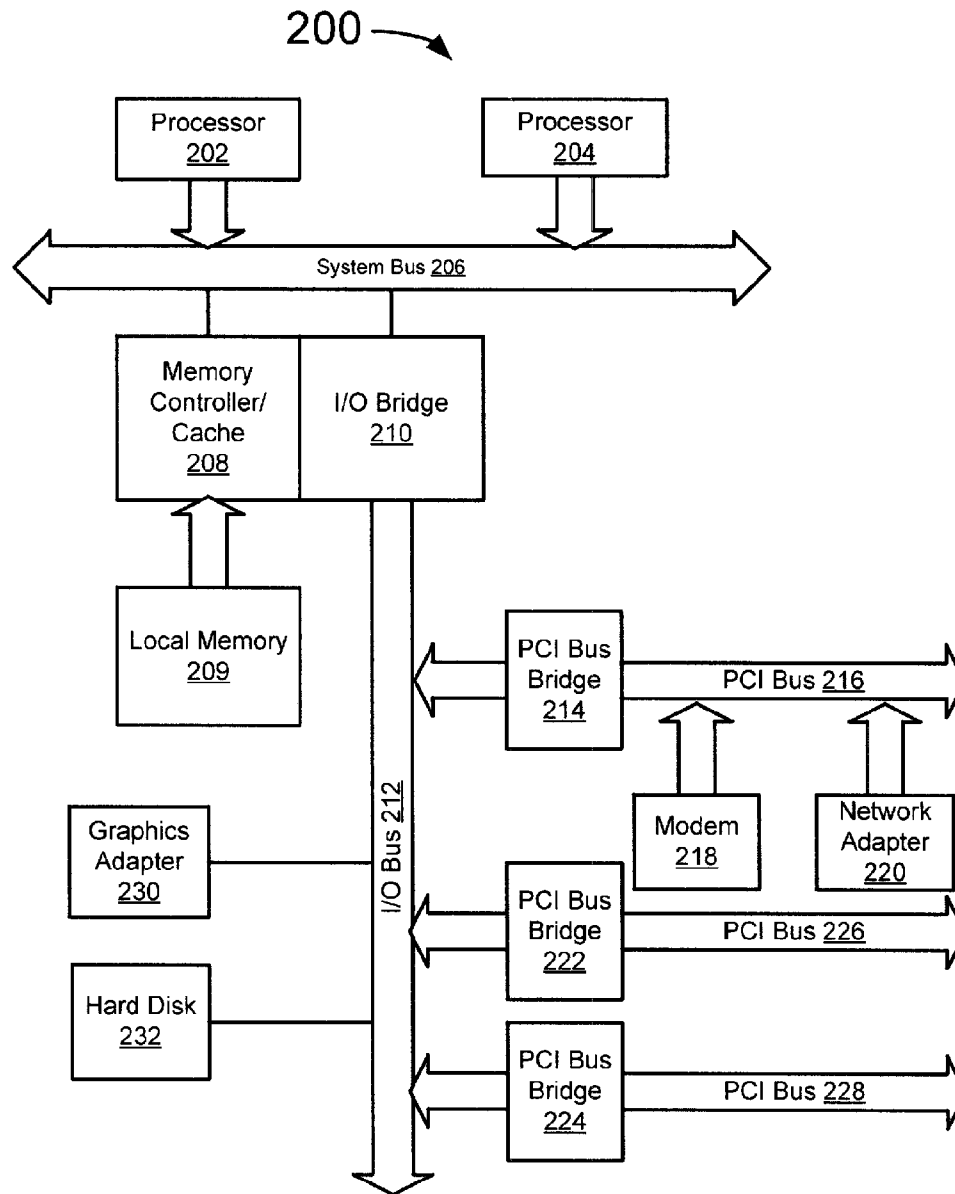 200
Processor
202
Processor
204
System Bus 206
Memory
Controller/
Cache
208
I/O Bridge
210
Local Memory
209
PCI Bus
Bridge
214
PCI Bus 216
I/O Bus 212
Modem
218
Network
Adapter
220
Graphics
Adapter
230
PCI Bus
Bridge
222
PCI Bus 226
Hard Disk
232
PCI Bus
Bridge
224
PCI Bus 228